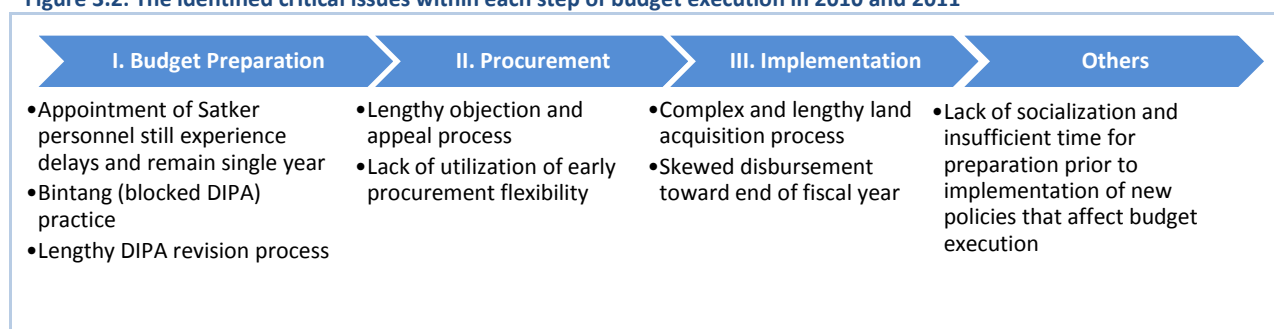 Figure 3.2. The identified critical issues within each step of budget execution in 2010 and 2011
I. Budget Preparation
•Appointment of Satker
personnel still experience
delays and remain single year
•Bintang (blocked DIPA)
practice
•Lengthy DIPA revision process
II. Procurement
•Lengthy objection and
appeal process
•Lack of utilization of early
procurement flexibility
III. Implementation
•Complex and lengthy land
acquisition process
•Skewed disbursement
toward end of fiscal year
Others
•Lack of socialization and
insufficient time for
preparation prior to
implementation of new
policies that affect budget
execution